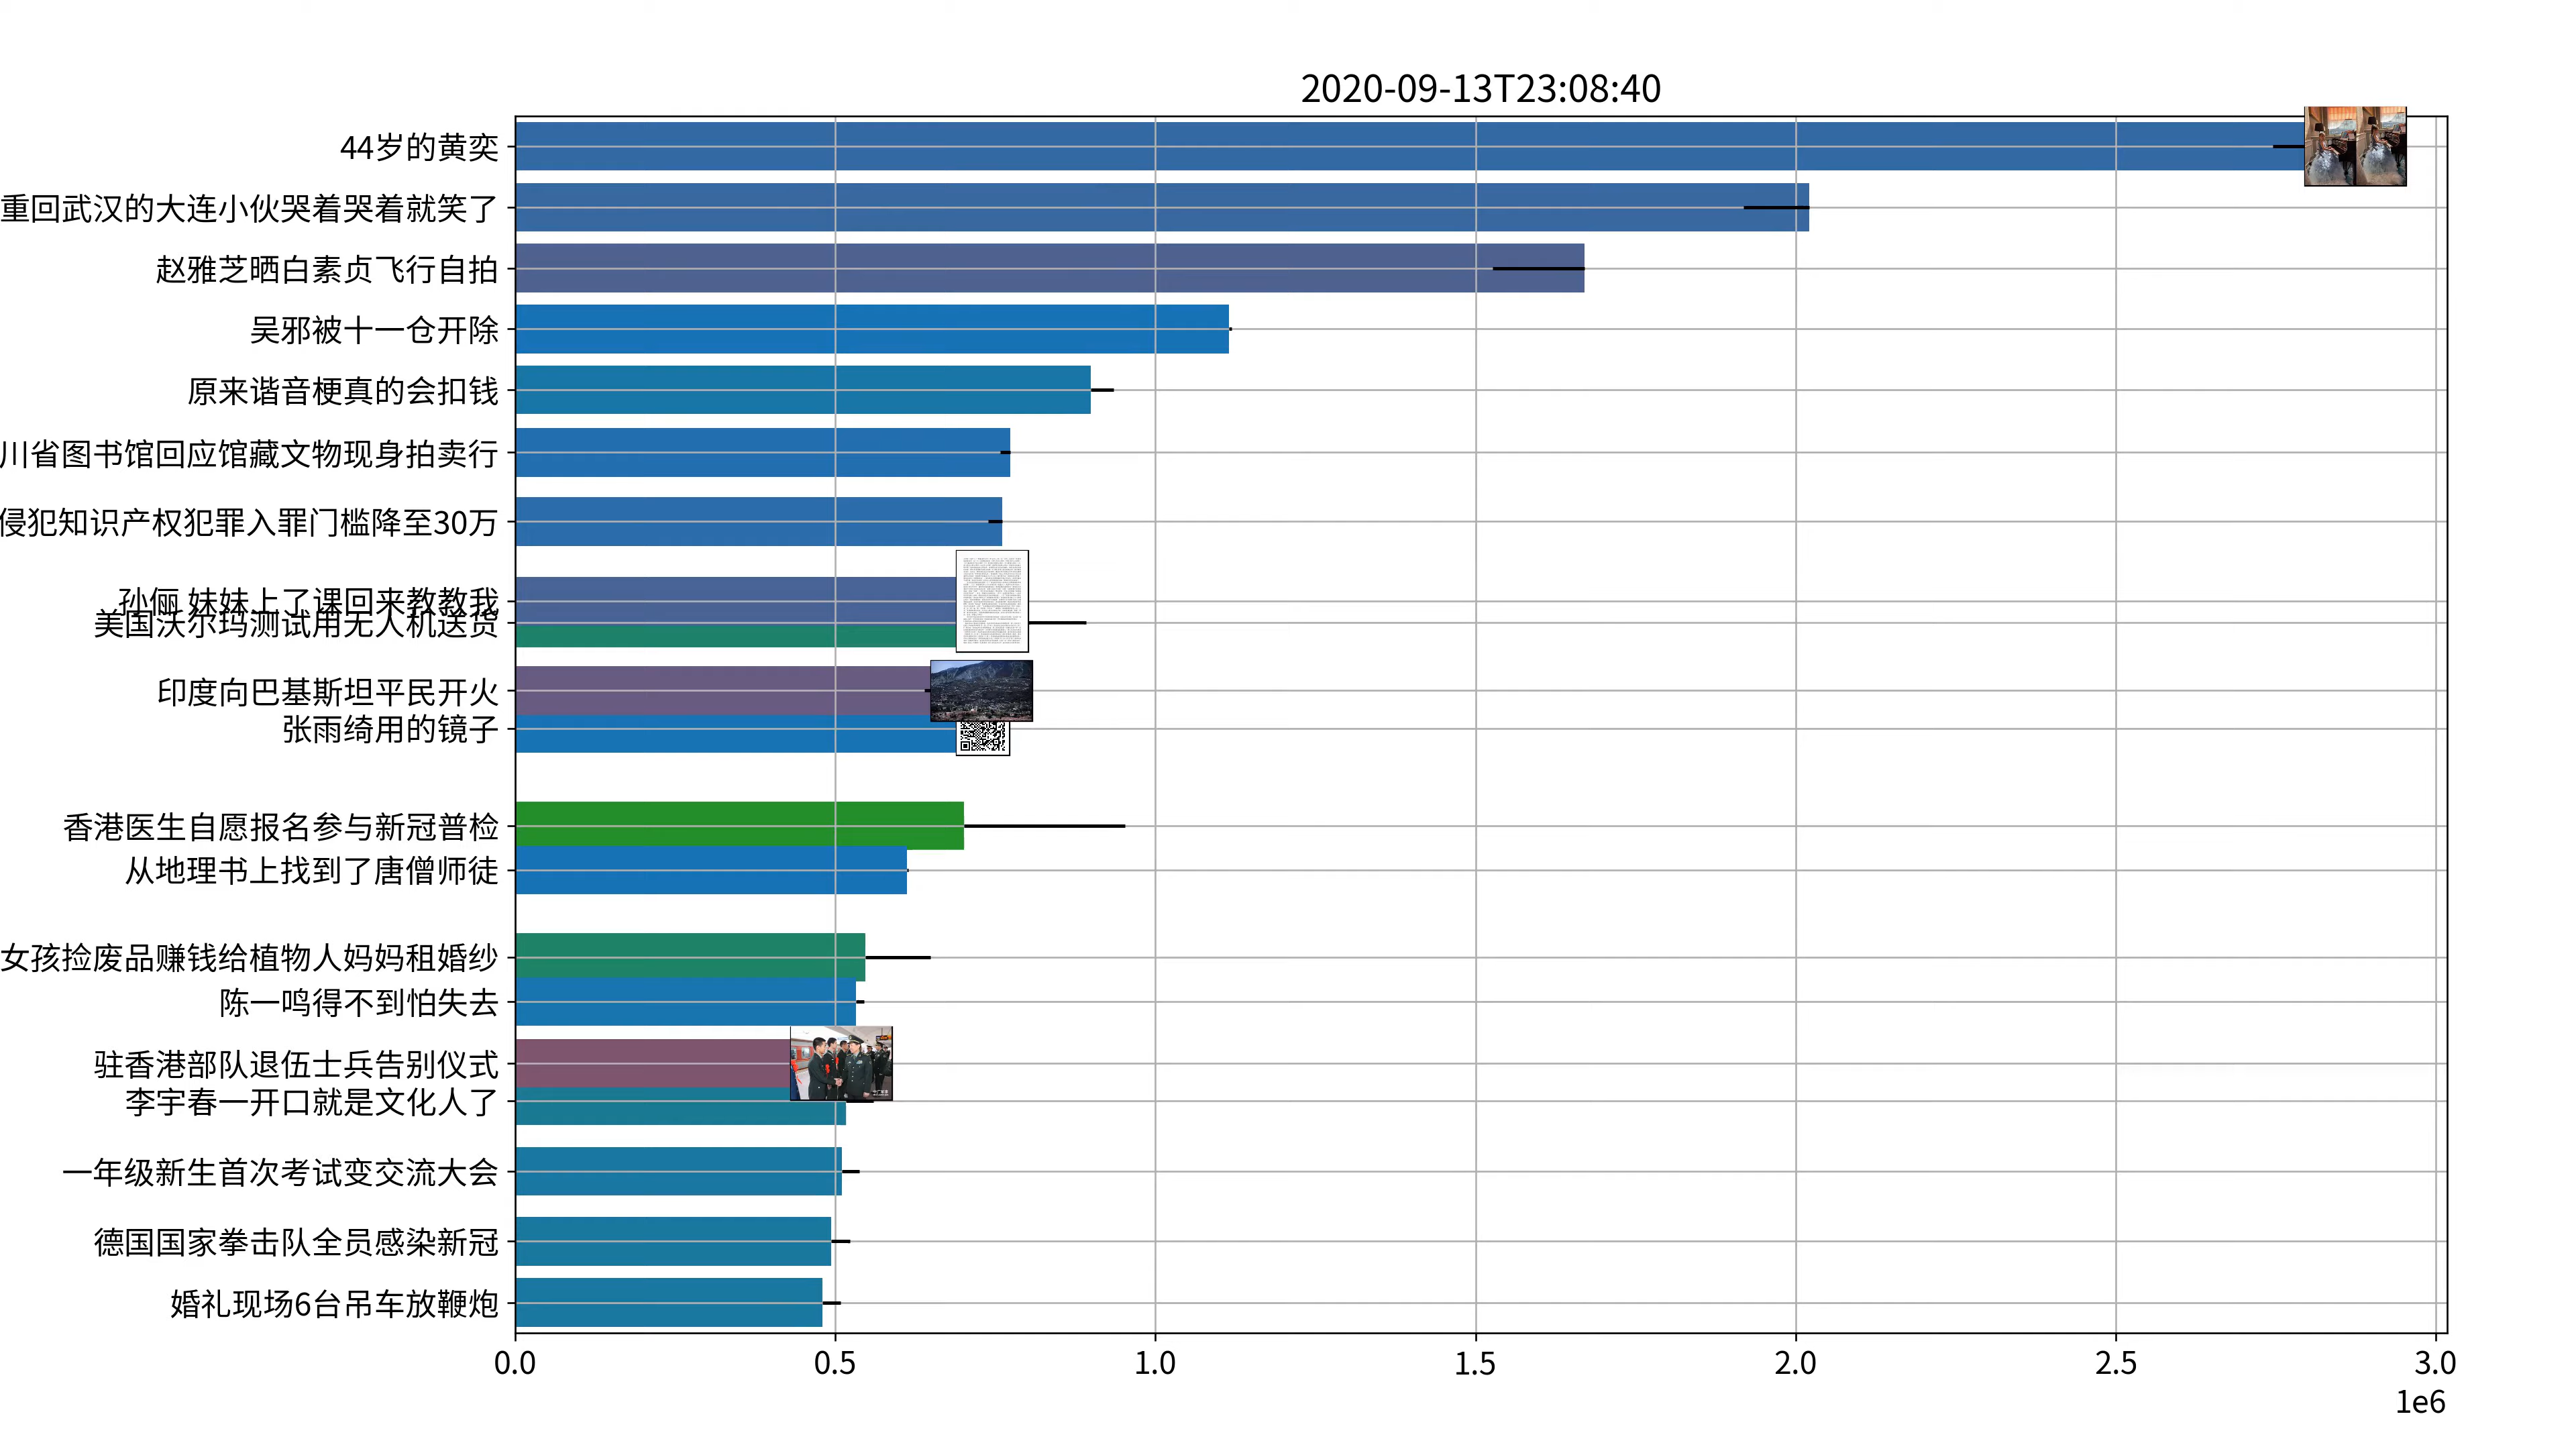 2020-09-13T23:08:40
44岁的黄奕
重回武汉的大连小伙哭着哭着就笑了
赵雅芝晒白素贞飞行自拍
吴邪被十一仓开除
原来谐音梗真的会扣钱
川省图书馆回应馆藏文物现身拍卖行
侵犯知识产权犯罪入罪门槛降至30万
孙俪 妹妹上了课回来教教我
美国沃尔玛测试用无人机送货
印度向巴基斯坦平民开火
张雨绮用的镜子
香港医生自愿报名参与新冠普检
从地理书上找到了唐僧师徒
女孩捡废品赚钱给植物人妈妈租婚纱
陈一鸣得不到怕失去
驻香港部队退伍士兵告别仪式
李宇春一开口就是文化人了
一年级新生首次考试变交流大会
德国国家拳击队全员感染新冠
婚礼现场6台吊车放鞭炮
0.0 0.5 1.0 1.5 2.0 2.5 3.0
1e6